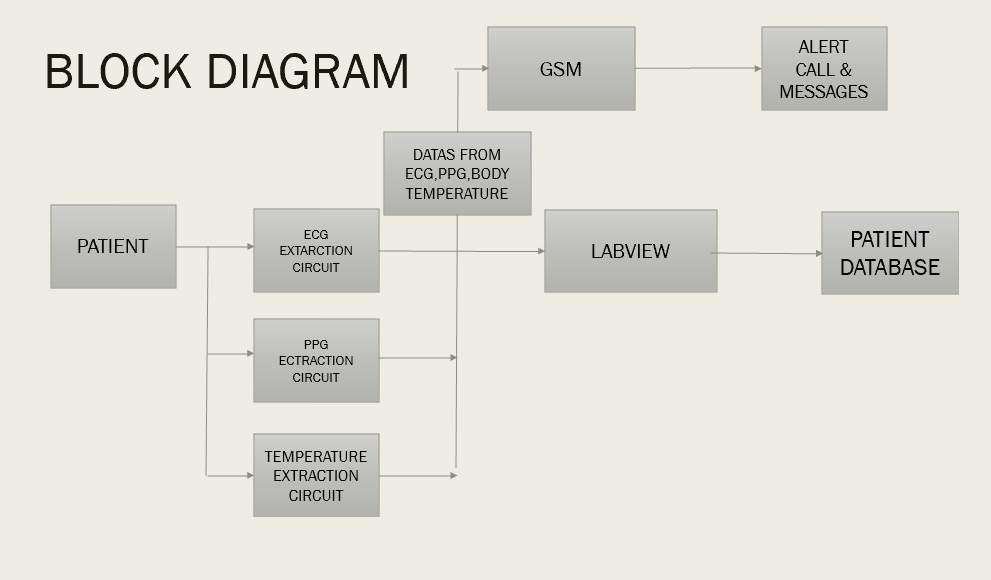 BLOCK DIAGRAM
GSM
ALERT
CALL &
MESSAGES
DATAS FROM
ECG,PPG,BODY
TEMPERATURE
PATIENT
ECG
EXTARCTION
CIRCUIT
LABVIEW
PATIENT
DATABASE
PPG
ECTRACTION
CIRCUIT
TEMPERATURE
EXTRACTION
CIRCUIT